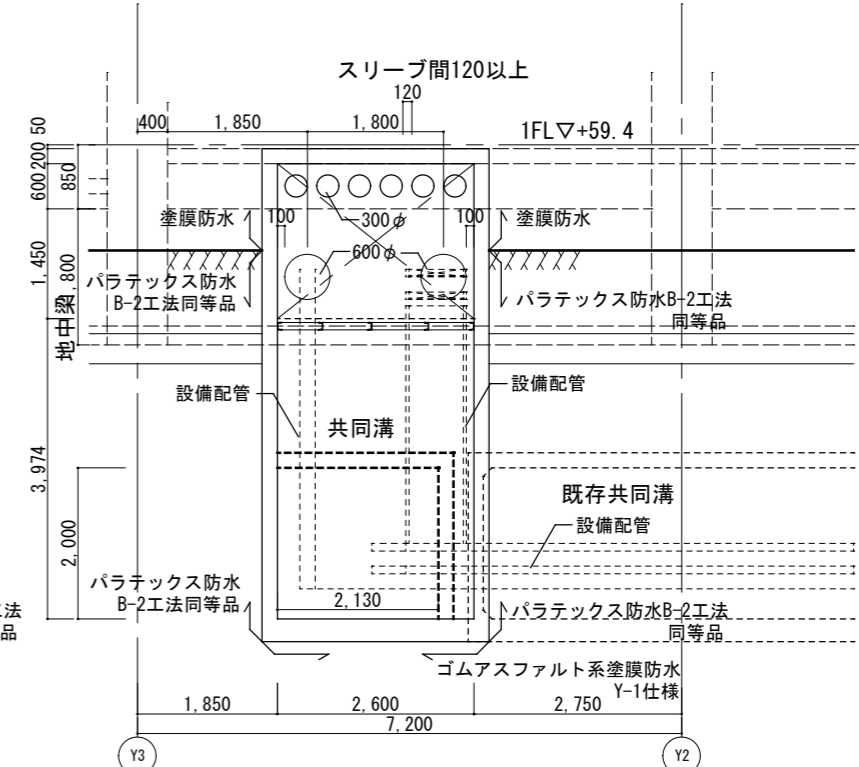 スリーブ間120以上
120
400
1,850
1,800
1FL▽+59.4
50
200
600
850
塗膜防水
100
300φ
100
塗膜防水
600φ
1,450
パラテックス防水
B-2工法同等品
パラテックス防水B-2工法
同等品
地中梁
設備配管
設備配管
共同溝
3,974
既存共同溝
設備配管
2,000
パラテックス防水
B-2工法同等品
2,130
パラテックス防水B-2工法
同等品
工法
品
ゴムアスファルト系塗膜防水
Y-1仕様
1,850
2,600
2,750
7,200
Y3
Y2